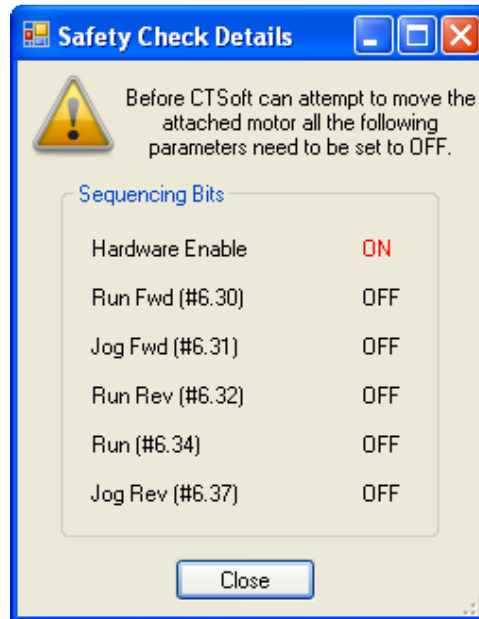 Safety Check Details
Before CTSoft can attempt to move the
attached motor all the following
parameters need to be set to OFF.
Sequencing Bits
Hardware Enable ON
Run Fwd (#6.30) OFF
Jog Fwd (#6.31) OFF
Run Rev (#6.32) OFF
Run (#6.34) OFF
Jog Rev (#6.37) OFF
Close